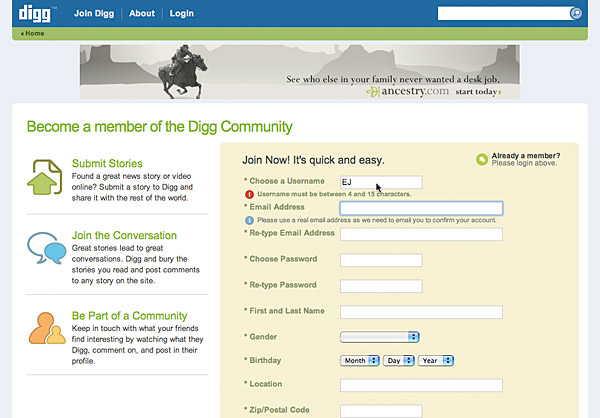 digg™ Join Digg About Login
« Home
See who else in your family never wanted a desk job.
ancestry.com start today›
Become a member of the Digg Community
Submit Stories
Found a great news story or video
online? Submit a story to Digg and
share it with the rest of the world.
Join the Conversation
Great stories lead to great
conversations. Digg and bury the
stories you read and post comments
to any story on the site.
Be Part of a Community
Keep in touch with what your friends
find interesting by watching what they
Digg, comment on, and post in their
profile.
Join Now! It's quick and easy.
Already a member?
Please login above.
* Choose a Username EJ
Username must be between 4 and 15 characters.
* Email Address
Please use a real email address as we need to email you to confirm your account.
* Re-type Email Address
* Choose Password
* Re-type Password
* First and Last Name
* Gender
* Birthday Month Day Year
* Location
* Zip/Postal Code